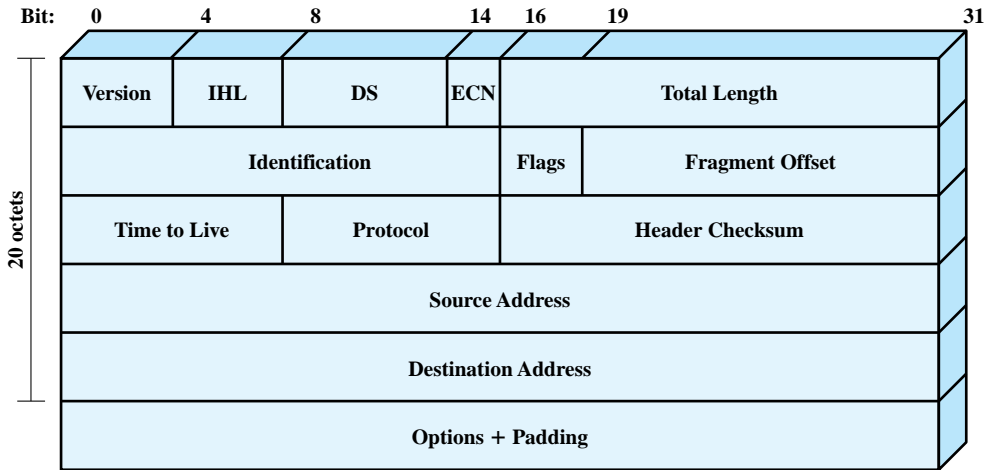 Bit: 0 4 8 14 16 19 31
Version IHL DS ECN Total Length
Identification Flags Fragment Offset
Time to Live Protocol Header Checksum
Source Address
Destination Address
Options + Padding
20 octets